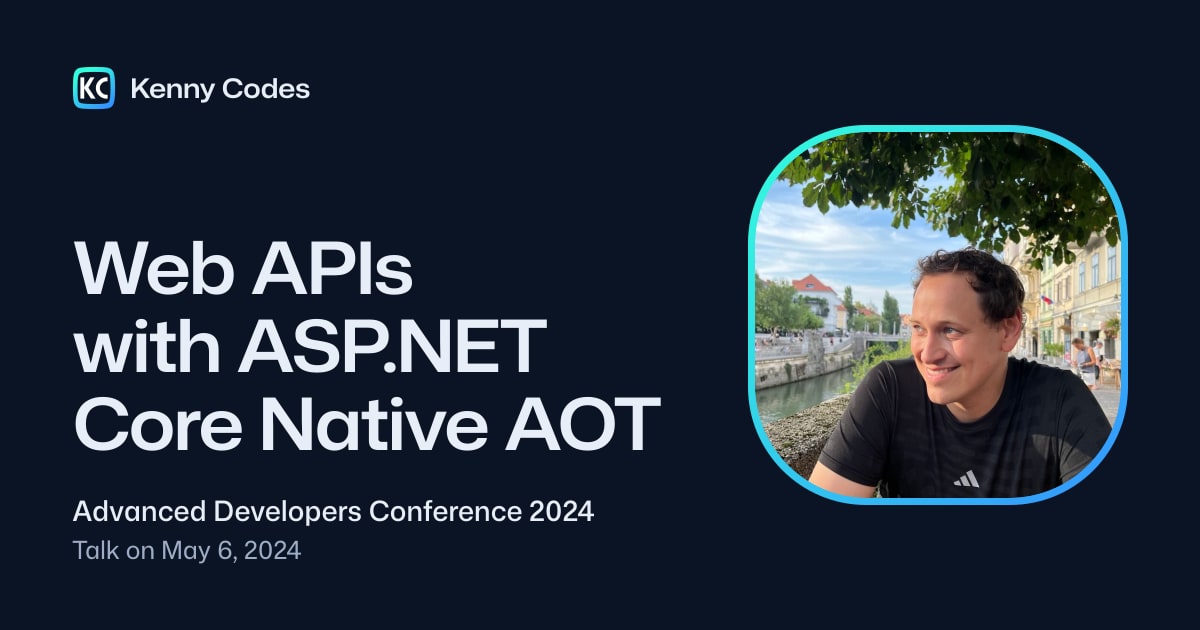 KC
Kenny Codes
Web APIs
with ASP.NET
Core Native AOT
Advanced Developers Conference 2024
Talk on May 6, 2024